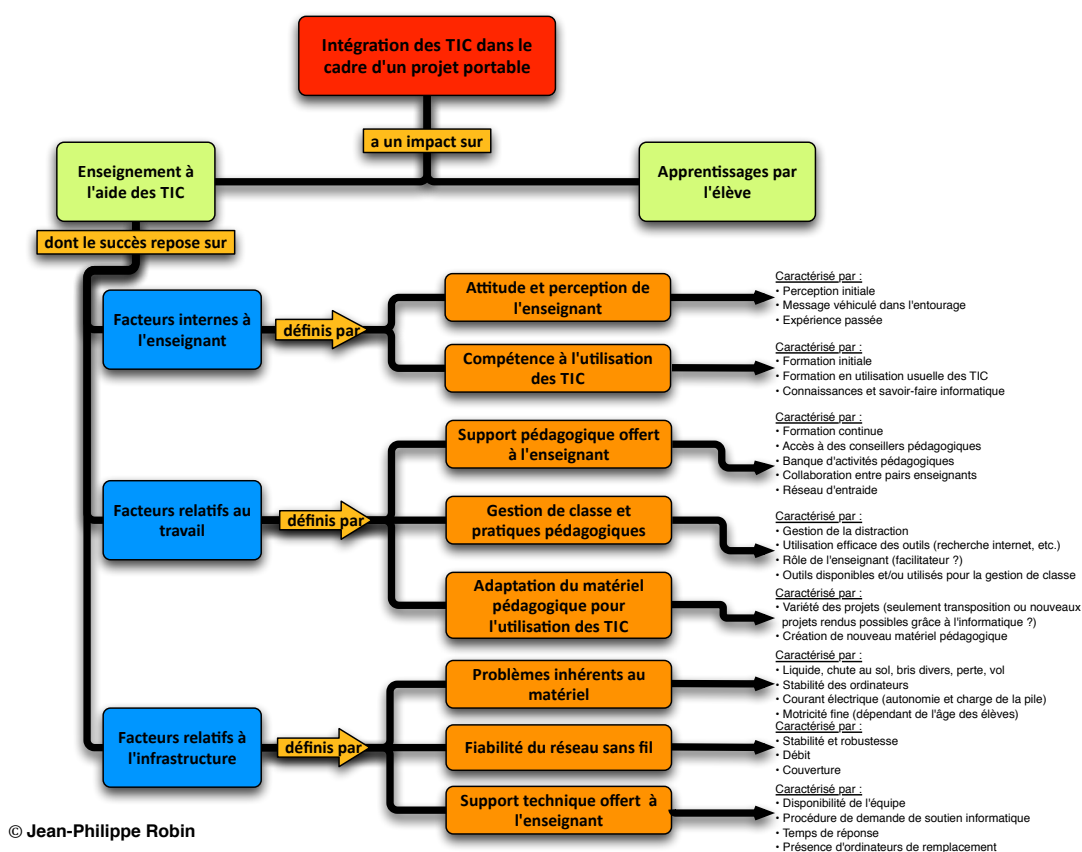 Intégration des TIC dans le
cadre d'un projet portable
a un impact sur
Enseignement à
l'aide des TIC
Apprentissages par
l'élève
dont le succès repose sur
Facteurs internes à
l'enseignant
définis par
Attitude et perception de
l'enseignant
Caractérisé par :
• Perception initiale
• Message véhiculé dans l'entourage
• Expérience passée
Compétence à l'utilisation
des TIC
Caractérisé par :
• Formation initiale
• Formation en utilisation usuelle des TIC
• Connaissances et savoir-faire informatique
Facteurs relatifs au
travail
définis par
Support pédagogique offert
à l'enseignant
Caractérisé par :
• Formation continue
• Accès à des conseillers pédagogiques
• Banque d'activités pédagogiques
• Collaboration entre pairs enseignants
• Réseau d'entraide
Gestion de classe et
pratiques pédagogiques
Caractérisé par :
• Gestion de la distraction
• Utilisation efficace des outils (recherche internet, etc.)
• Rôle de l'enseignant (facilitateur ?)
• Outils disponibles et/ou utilisés pour la gestion de classe
Adaptation du matériel
pédagogique pour
l'utilisation des TIC
Caractérisé par :
• Variété des projets (seulement transposition ou nouveaux
projets rendus possibles grâce à l'informatique ?)
• Création de nouveau matériel pédagogique
Facteurs relatifs à
l'infrastructure
définis par
Problèmes inhérents au
matériel
Caractérisé par :
• Liquide, chute au sol, bris divers, perte, vol
• Stabilité des ordinateurs
• Courant électrique (autonomie et charge de la pile)
• Motricité fine (dépendant de l'âge des élèves)
Fiabilité du réseau sans fil
Caractérisé par :
• Stabilité et robustesse
• Débit
• Couverture
Support technique offert à
l'enseignant
Caractérisé par :
• Disponibilité de l'équipe
• Procédure de demande de soutien informatique
• Temps de réponse
• Présence d'ordinateurs de remplacement
© Jean-Philippe Robin